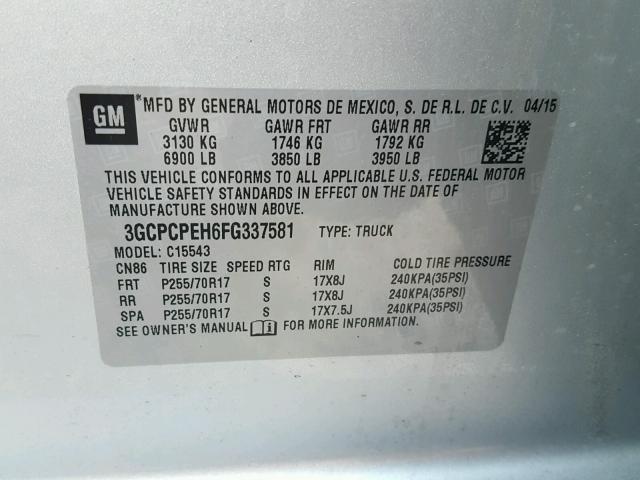 GM *MFD BY GENERAL MOTORS DE MEXICO, S. DE R.L. DE C.V. 04/15
GVWR GAWR FRT GAWR RR
3130 KG 1746 KG 1792 KG
6900 LB 3850 LB 3950 LB
THIS VEHICLE CONFORMS TO ALL APPLICABLE U.S. FEDERAL MOTOR
VEHICLE SAFETY STANDARDS IN EFFECT ON THE DATE OF
MANUFACTURE SHOWN ABOVE.
3GCPCPEH6FG337581 TYPE: TRUCK
MODEL: C15543
CN86 TIRE SIZE SPEED RTG RIM COLD TIRE PRESSURE
FRT P255/70R17 S 17X8J 240KPA(35PSI)
RR P255/70R17 S 17X8J 240KPA(35PSI)
SPA P255/70R17 S 17X7.5J 240KPA(35PSI)
SEE OWNER'S MANUAL i FOR MORE INFORMATION.